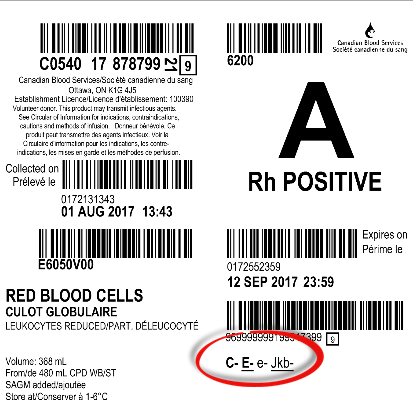 C0540 17 878799 21 9
Canadian Blood Services/Société canadienne du sang
Ottawa, ON K1G 4J5
Establishment Licence/Licence d'établissement: 100390
Volunteer donor. This product may transmit infectious agents.
See Circular of Information for indications, contraindications,
cautions and methods of infusion. Donneur bénévole. Ce
produit peut transmettre des agents infectieux. Voir le
Circulaire d'information pour les indications, les contre-
indications, les mises en garde et les méthodes de perfusion.
Collected on
Prélevé le
0172131343
01 AUG 2017 13:43
E6050V00
RED BLOOD CELLS
CULOT GLOBULAIRE
LEUKOCYTES REDUCED/PART. DÉLEUCOCYTÉ
Volume: 368 mL
From/de 480 mL CPD WB/ST
SAGM added/ajoutée
Store at/Conserver à 1-6°C
Canadian Blood Services
Société canadienne du sang
6200
A
Rh POSITIVE
Expires on
Périme le
0172552359
12 SEP 2017 23:59
9
C- E- e- Jkb-